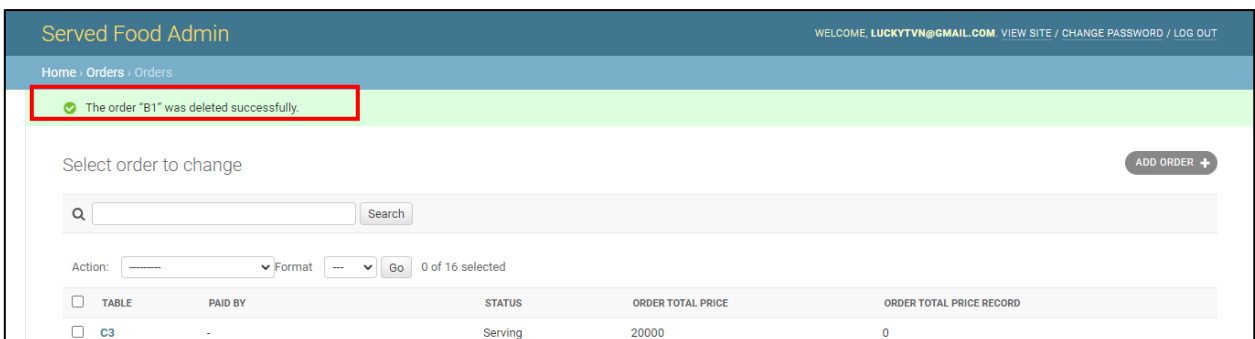 Served Food Admin
WELCOME, LUCKYTVN@GMAIL.COM. VIEW SITE / CHANGE PASSWORD / LOG OUT
Home › Orders › Orders
The order “B1” was deleted successfully.
Select order to change
ADD ORDER +
Search
Action: --------- Format --- Go 0 of 16 selected
TABLE PAID BY STATUS ORDER TOTAL PRICE ORDER TOTAL PRICE RECORD
C3 - Serving 20000 0